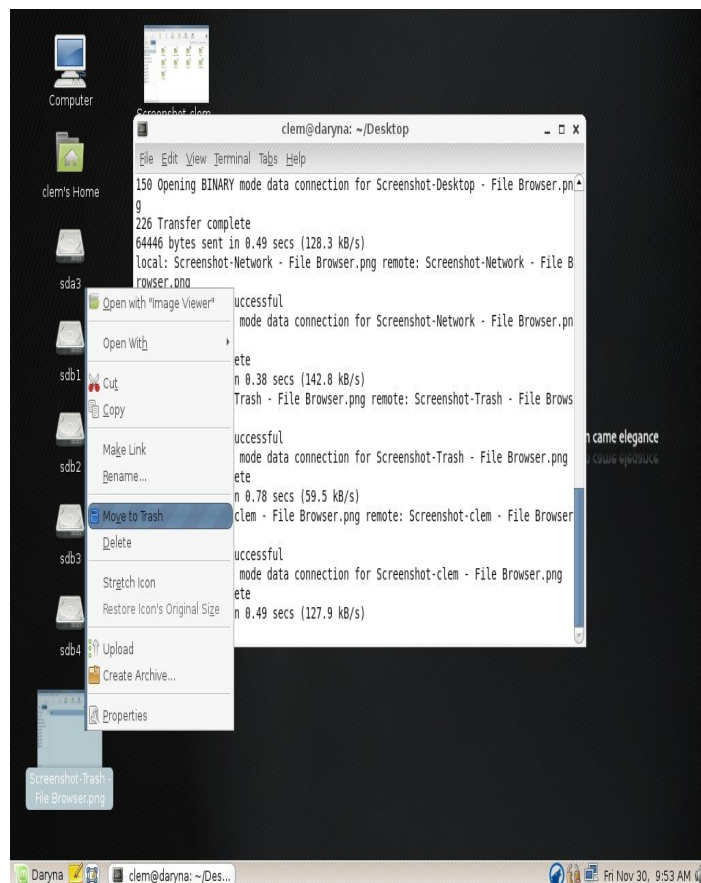 Computer
clem's Home
sda3
sdb1
sdb2
sdb3
sdb4
Screenshot-Trash -
File Browser.png
Screenshot-clem
clem@daryna: ~/Desktop
File Edit View Terminal Tabs Help
150 Opening BINARY mode data connection for Screenshot-Desktop - File Browser.pn
g
226 Transfer complete
64446 bytes sent in 0.49 secs (128.3 kB/s)
local: Screenshot-Network - File Browser.png remote: Screenshot-Network - File B
rowser.png
uccessful
mode data connection for Screenshot-Network - File Browser.pn
ete
n 0.38 secs (142.8 kB/s)
Trash - File Browser.png remote: Screenshot-Trash - File Brows
uccessful
mode data connection for Screenshot-Trash - File Browser.png
ete
n 0.78 secs (59.5 kB/s)
clem - File Browser.png remote: Screenshot-clem - File Browser
uccessful
mode data connection for Screenshot-clem - File Browser.png
ete
n 0.49 secs (127.9 kB/s)
Open with "Image Viewer"
Open With
Cut
Copy
Make Link
Rename...
Move to Trash
Delete
Stretch Icon
Restore Icon's Original Size
Upload
Create Archive...
Properties
came elegance
Daryna
clem@daryna: ~/Des...
Fri Nov 30, 9:53 AM